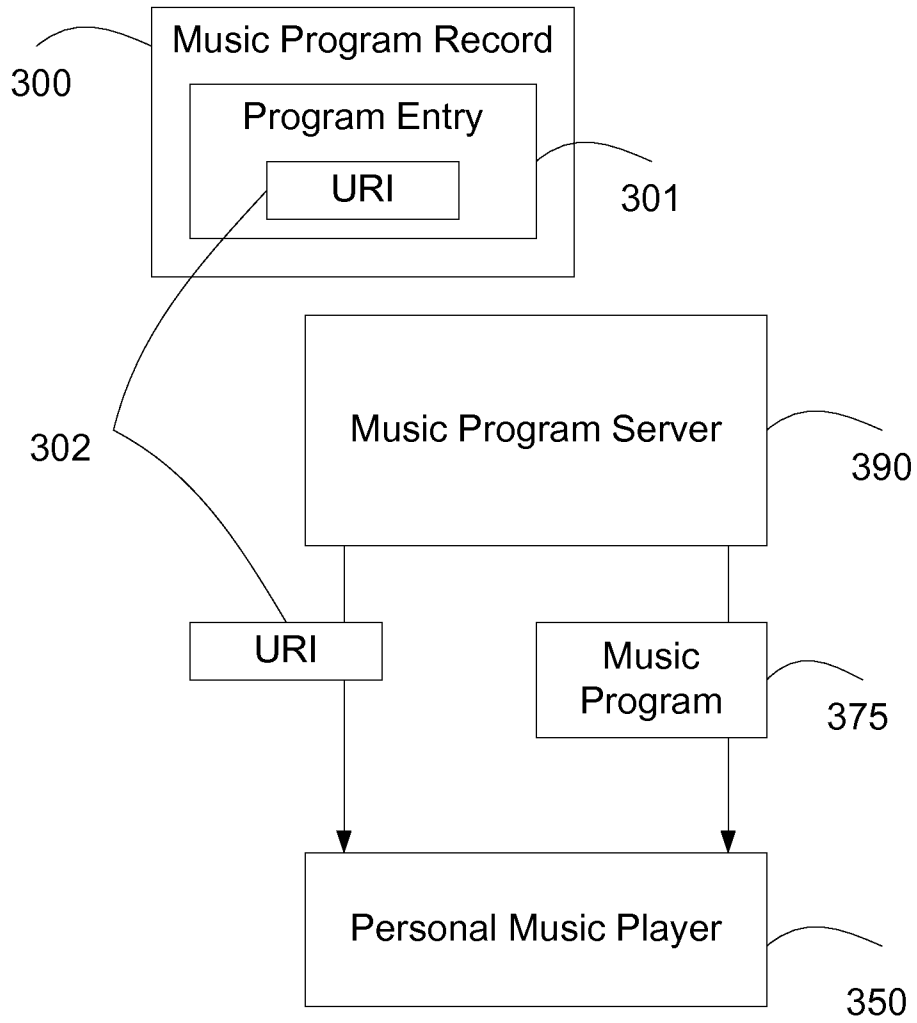 Music Program Record
300
Program Entry
URI
301
Music Program Server
302
390
URI
Music
Program
375
Personal Music Player
350